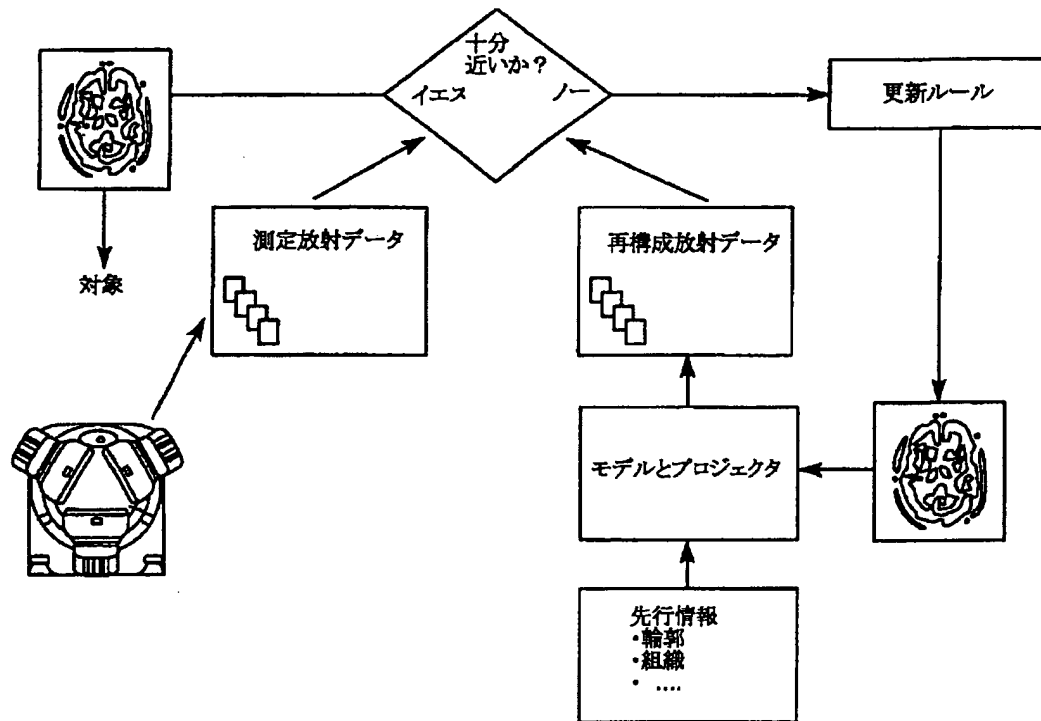 十分
近いか？
イエス
ノー
更新ルール
測定放射データ
再構成放射データ
対象
モデルとプロジェクタ
先行情報
・輪郭
・組織
・ ....